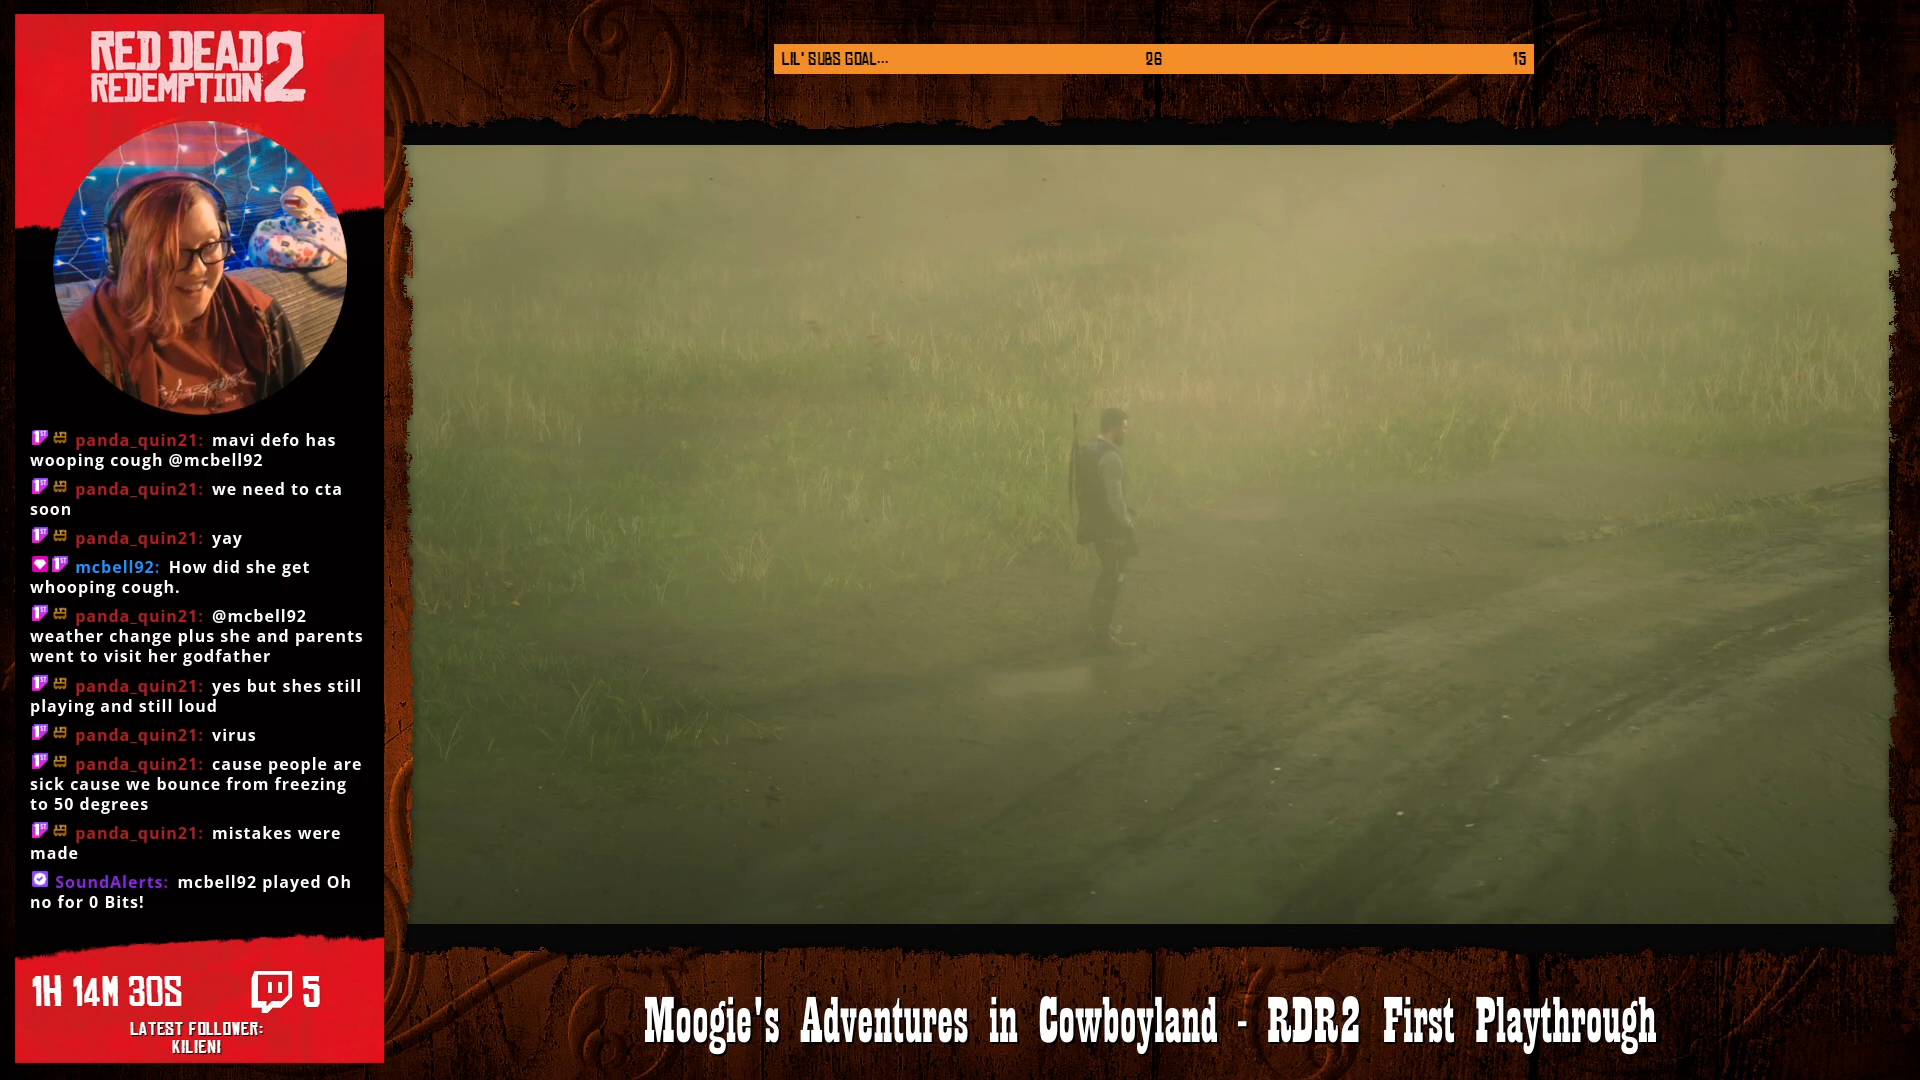 RED DEAD
REDEMPTION 2
LIL' SUBS GOAL... 26 15
panda_quin21: mavi defo has
wooping cough @mcbell92
panda_quin21: we need to cta
soon
panda_quin21: yay
mcbell92: How did she get
whooping cough.
panda_quin21: @mcbell92
weather change plus she and parents
went to visit her godfather
panda_quin21: yes but shes still
playing and still loud
panda_quin21: virus
panda_quin21: cause people are
sick cause we bounce from freezing
to 50 degrees
panda_quin21: mistakes were
made
SoundAlerts: mcbell92 played Oh
no for 0 Bits!
1H 14M 30S 5
LATEST FOLLOWER:
KILIENI
Moogie's Adventures in Cowboyland - RDR2 First Playthrough